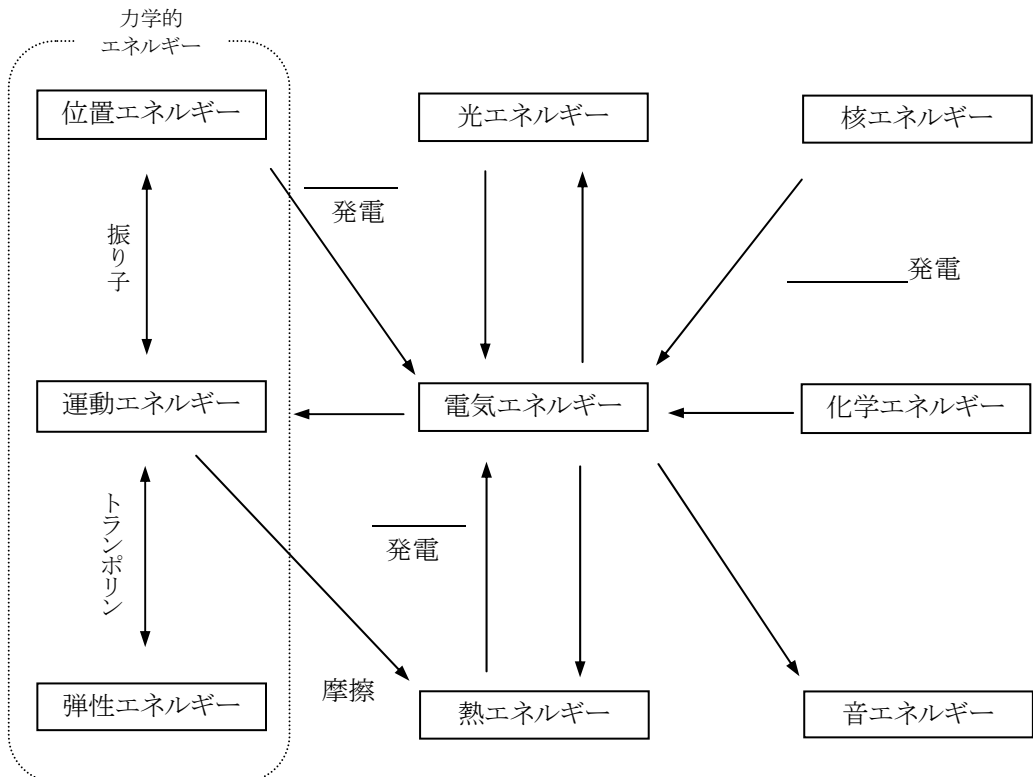 力学的
エネルギー
位置エネルギー
光エネルギー
核エネルギー
発電
振り子
発電
運動エネルギー
電気エネルギー
化学エネルギー
トランポリン
発電
摩擦
弾性エネルギー
熱エネルギー
音エネルギー